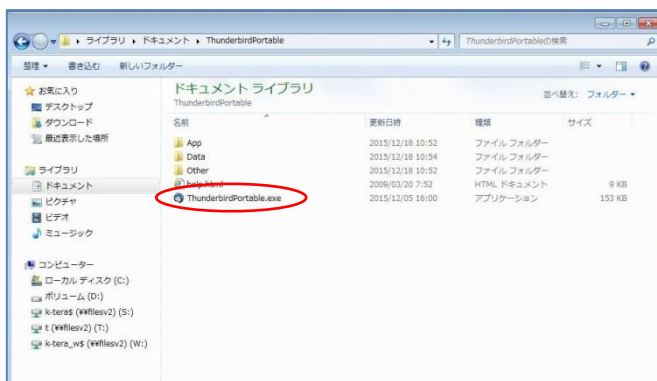 ライブラリ ▸ ドキュメント ▸ ThunderbirdPortable
ThunderbirdPortableの検索
整理 ▾ 書き込む 新しいフォルダー
お気に入り
デスクトップ
ダウンロード
最近表示した場所
ライブラリ
ドキュメント
ピクチャ
ビデオ
ミュージック
コンピューター
ローカル ディスク (C:)
ボリューム (D:)
k-tera$ (¥¥filesv2) (S:)
t (¥¥filesv2) (T:)
k-tera_w$ (¥¥filesv2) (W:)
ドキュメント ライブラリ
ThunderbirdPortable
並べ替え: フォルダー ▾
名前 更新日時 種類 サイズ
App 2015/12/18 10:52 ファイル フォルダー
Data 2015/12/18 10:54 ファイル フォルダー
Other 2015/12/18 10:52 ファイル フォルダー
help.html 2009/03/20 7:52 HTML ドキュメント 9 KB
ThunderbirdPortable.exe 2015/12/05 16:00 アプリケーション 153 KB